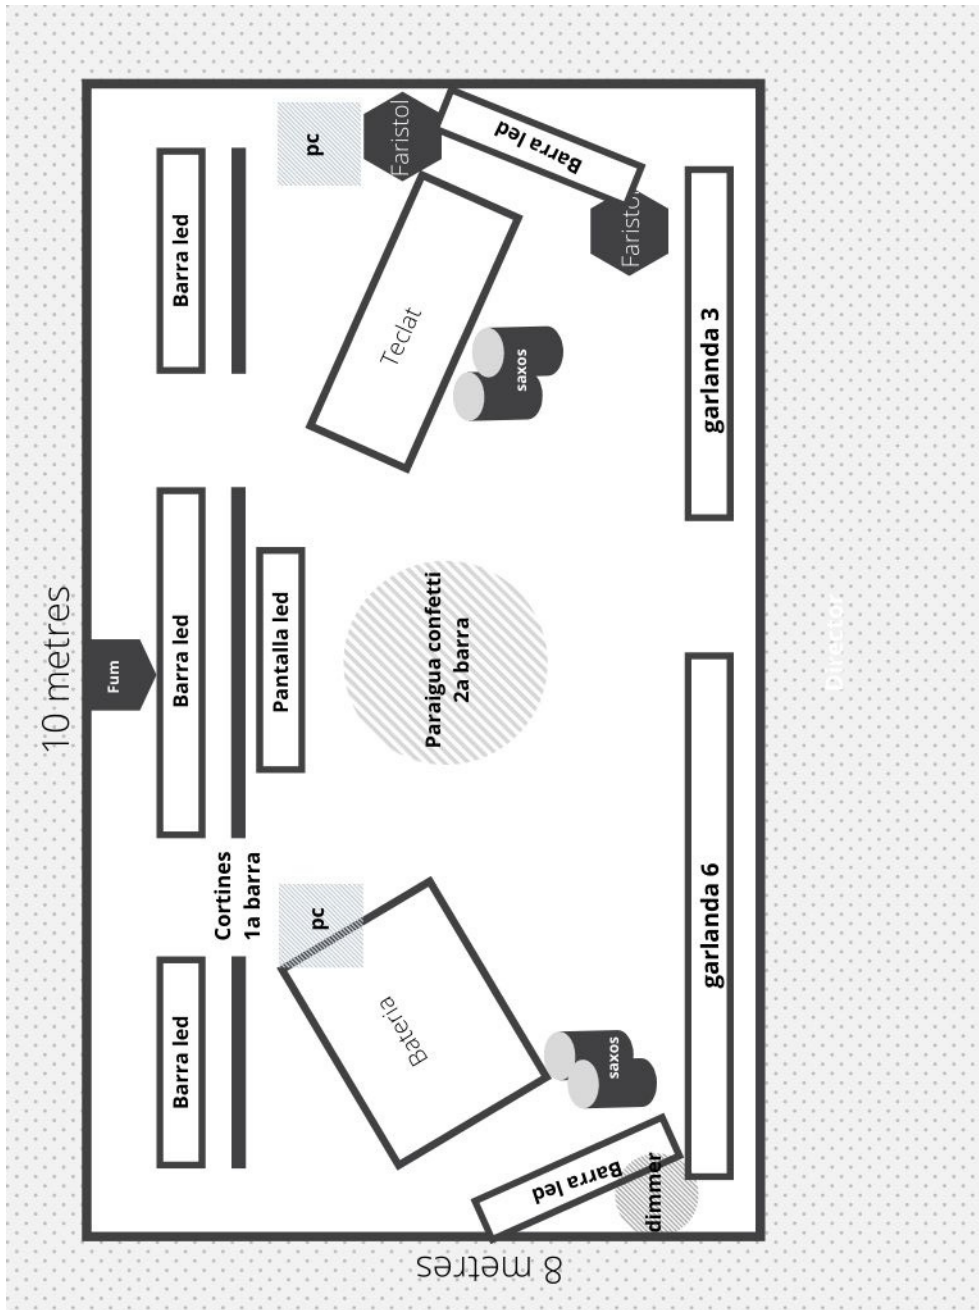 10 metres
Fum
Barra led
Barra led
Barra led
Cortines
1a barra
Pantalla led
pc
pc
Faristol
Barra led
Teclat
Bateria
Paraigua confetti
2a barra
saxos
saxos
Faristol
Barra led
dimmer
garlanda 6
garlanda 3
Director
8 metres